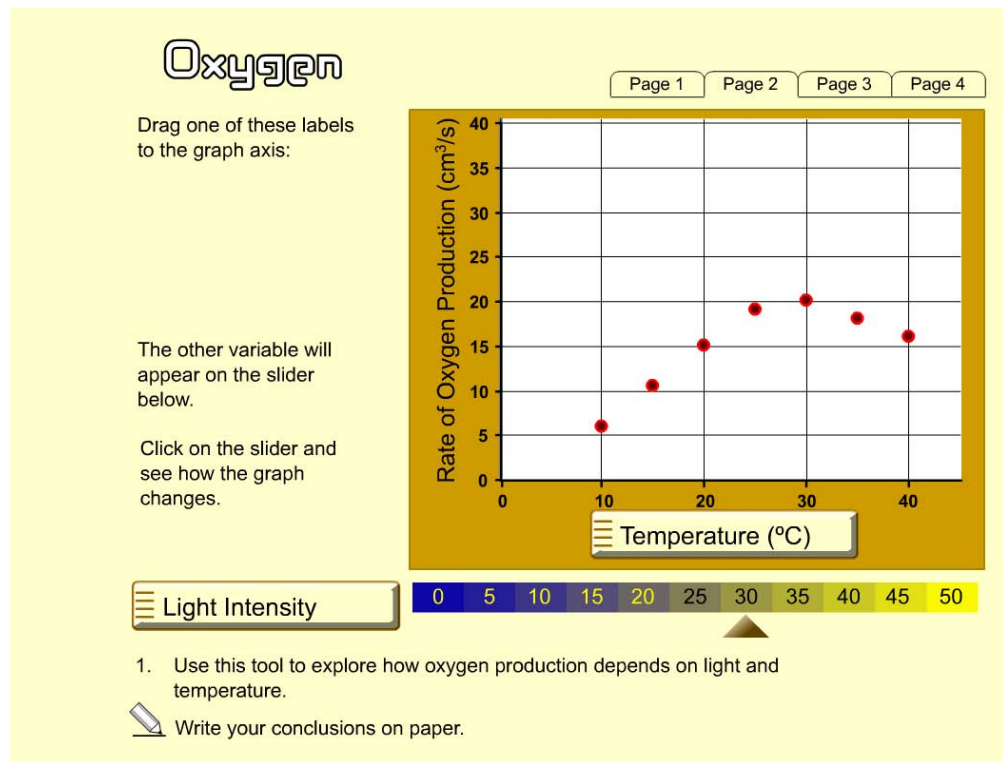 Oxygen
Page 1
Page 2
Page 3
Page 4
Drag one of these labels
to the graph axis:
The other variable will
appear on the slider
below.
Click on the slider and
see how the graph
changes.
Rate of Oxygen Production (cm³/s)
40
35
30
25
20
15
10
5
0
0 10 20 30 40
Temperature (ºC)
Light Intensity
0 5 10 15 20 25 30 35 40 45 50
1. Use this tool to explore how oxygen production depends on light and
temperature.
Write your conclusions on paper.